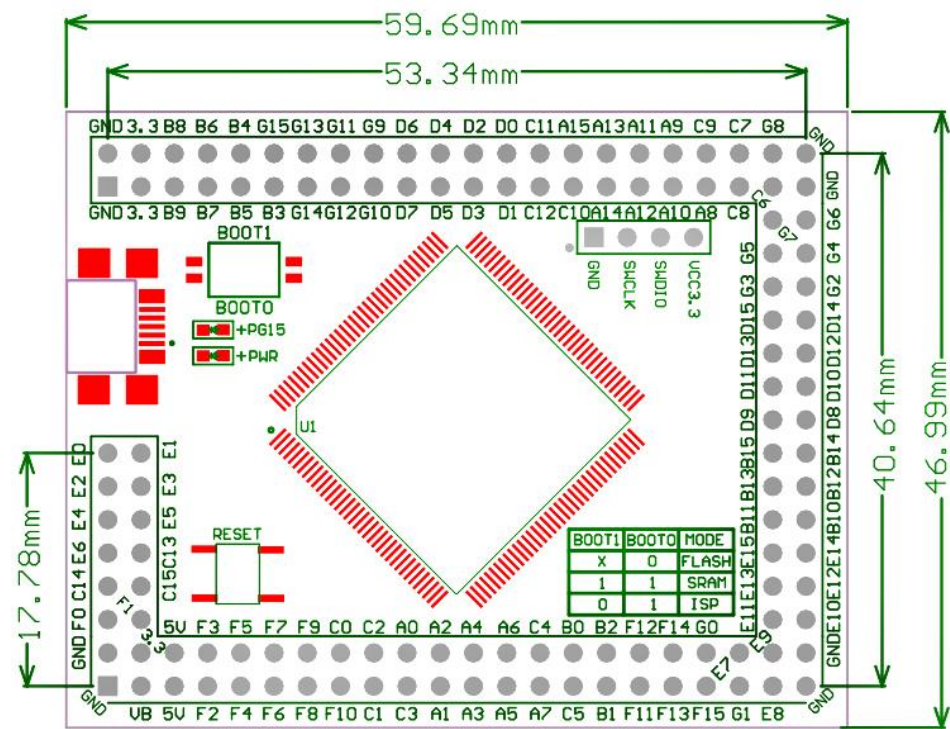 59.69mm
53.34mm
GND 3.3 B8 B6 B4 G15 G13 G11 G9 D6 D4 D2 D0 C11 A15 A13 A11 A9 C9 C7 G8 GND
GND
GND 3.3 B9 B7 B5 B3 G14 G12 G10 D7 D5 D3 D1 C12 C10 A14 A12 A10 A8 C8 C6
G7
BOOT1
BOOT0
+PG15
+PWR
GND SWCLK SWDIO VCC3.3
U1
G5 G3 D15 D13 D11 D9 B15 B13 B11 E15 E13 E11
G6 G4 G2 D14 D12 D10 D8 B14 B12 B10 E14 E12 E10 GND
40.64mm
46.99mm
17.78mm
E0 E2 E4 E6 C14 F0 GND
E1 E3 E5 C13 C15
F1
3.3
RESET
BOOT1 BOOT0 MODE
X 0 FLASH
1 1 SRAM
0 1 ISP
5V F3 F5 F7 F9 C0 C2 A0 A2 A4 A6 C4 B0 B2 F12 F14 G0
E7 E9
GND VB 5V F2 F4 F6 F8 F10 C1 C3 A1 A3 A5 A7 C5 B1 F11 F13 F15 G1 E8 GND